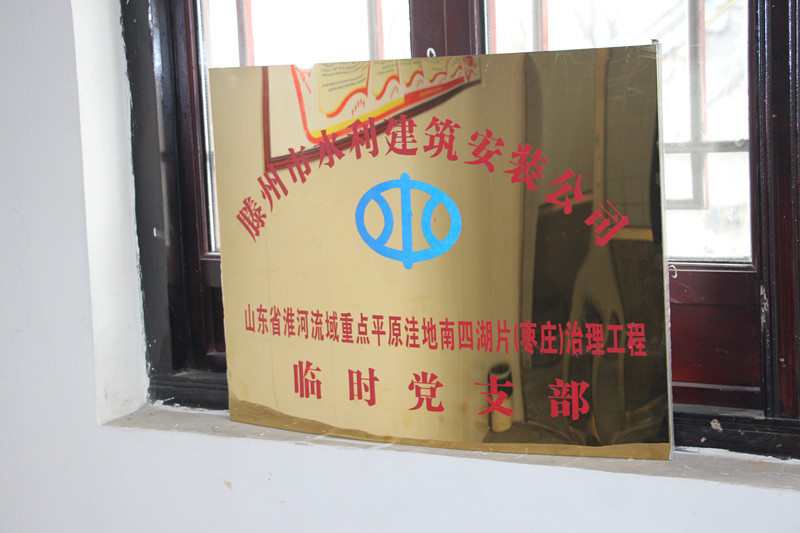 滕州市水利建筑安装公司
山东省淮河流域重点平原洼地南四湖片(枣庄)治理工程
临时党支部